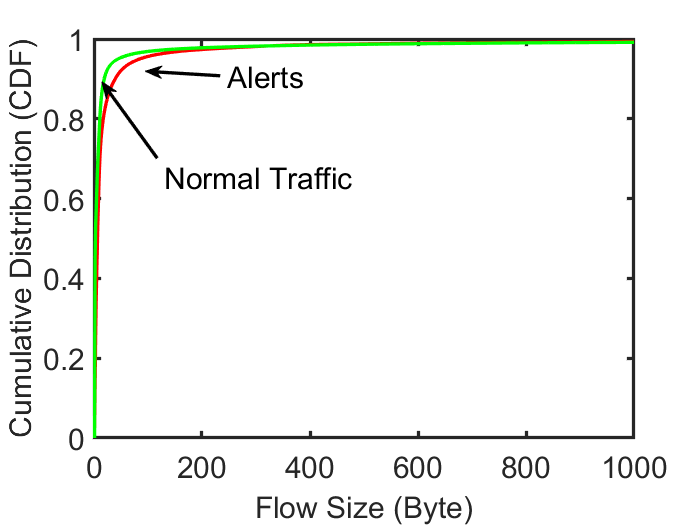 Cumulative Distribution (CDF)
1
0.8
0.6
0.4
0.2
0
Alerts
Normal Traffic
0 200 400 600 800 1000
Flow Size (Byte)